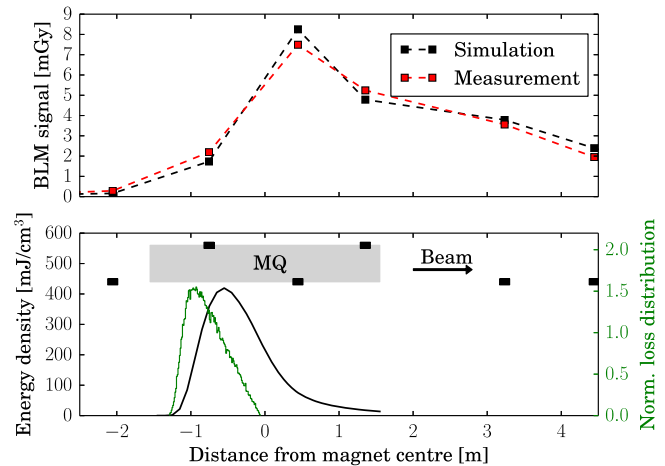 9
8
7
6
5
4
3
2
1
0
BLM signal [mGy]
Simulation
Measurement
600
500
400
300
200
100
0
Energy density [mJ/cm³]
MQ
Beam
2.0
1.5
1.0
0.5
0.0
Norm. loss distribution
−2 −1 0 1 2 3 4
Distance from magnet centre [m]